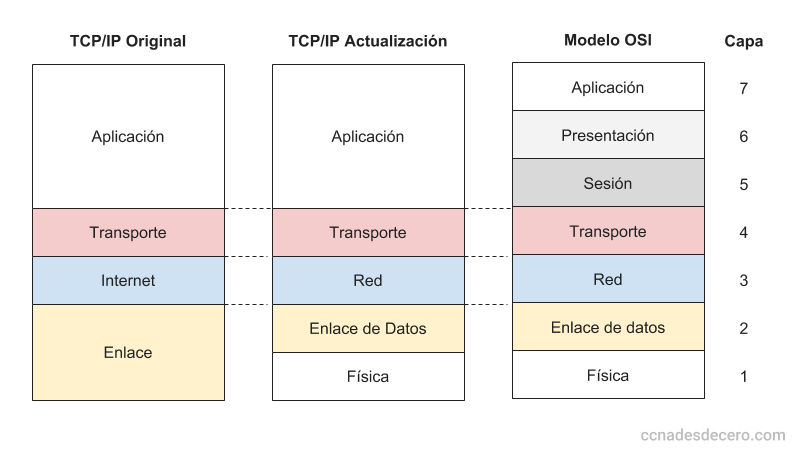 TCP/IP Original
TCP/IP Actualización
Modelo OSI
Capa
Aplicación
Transporte
Internet
Enlace
Aplicación
Transporte
Red
Enlace de Datos
Física
Aplicación
Presentación
Sesión
Transporte
Red
Enlace de datos
Física
7
6
5
4
3
2
1
ccnadesdecero.com